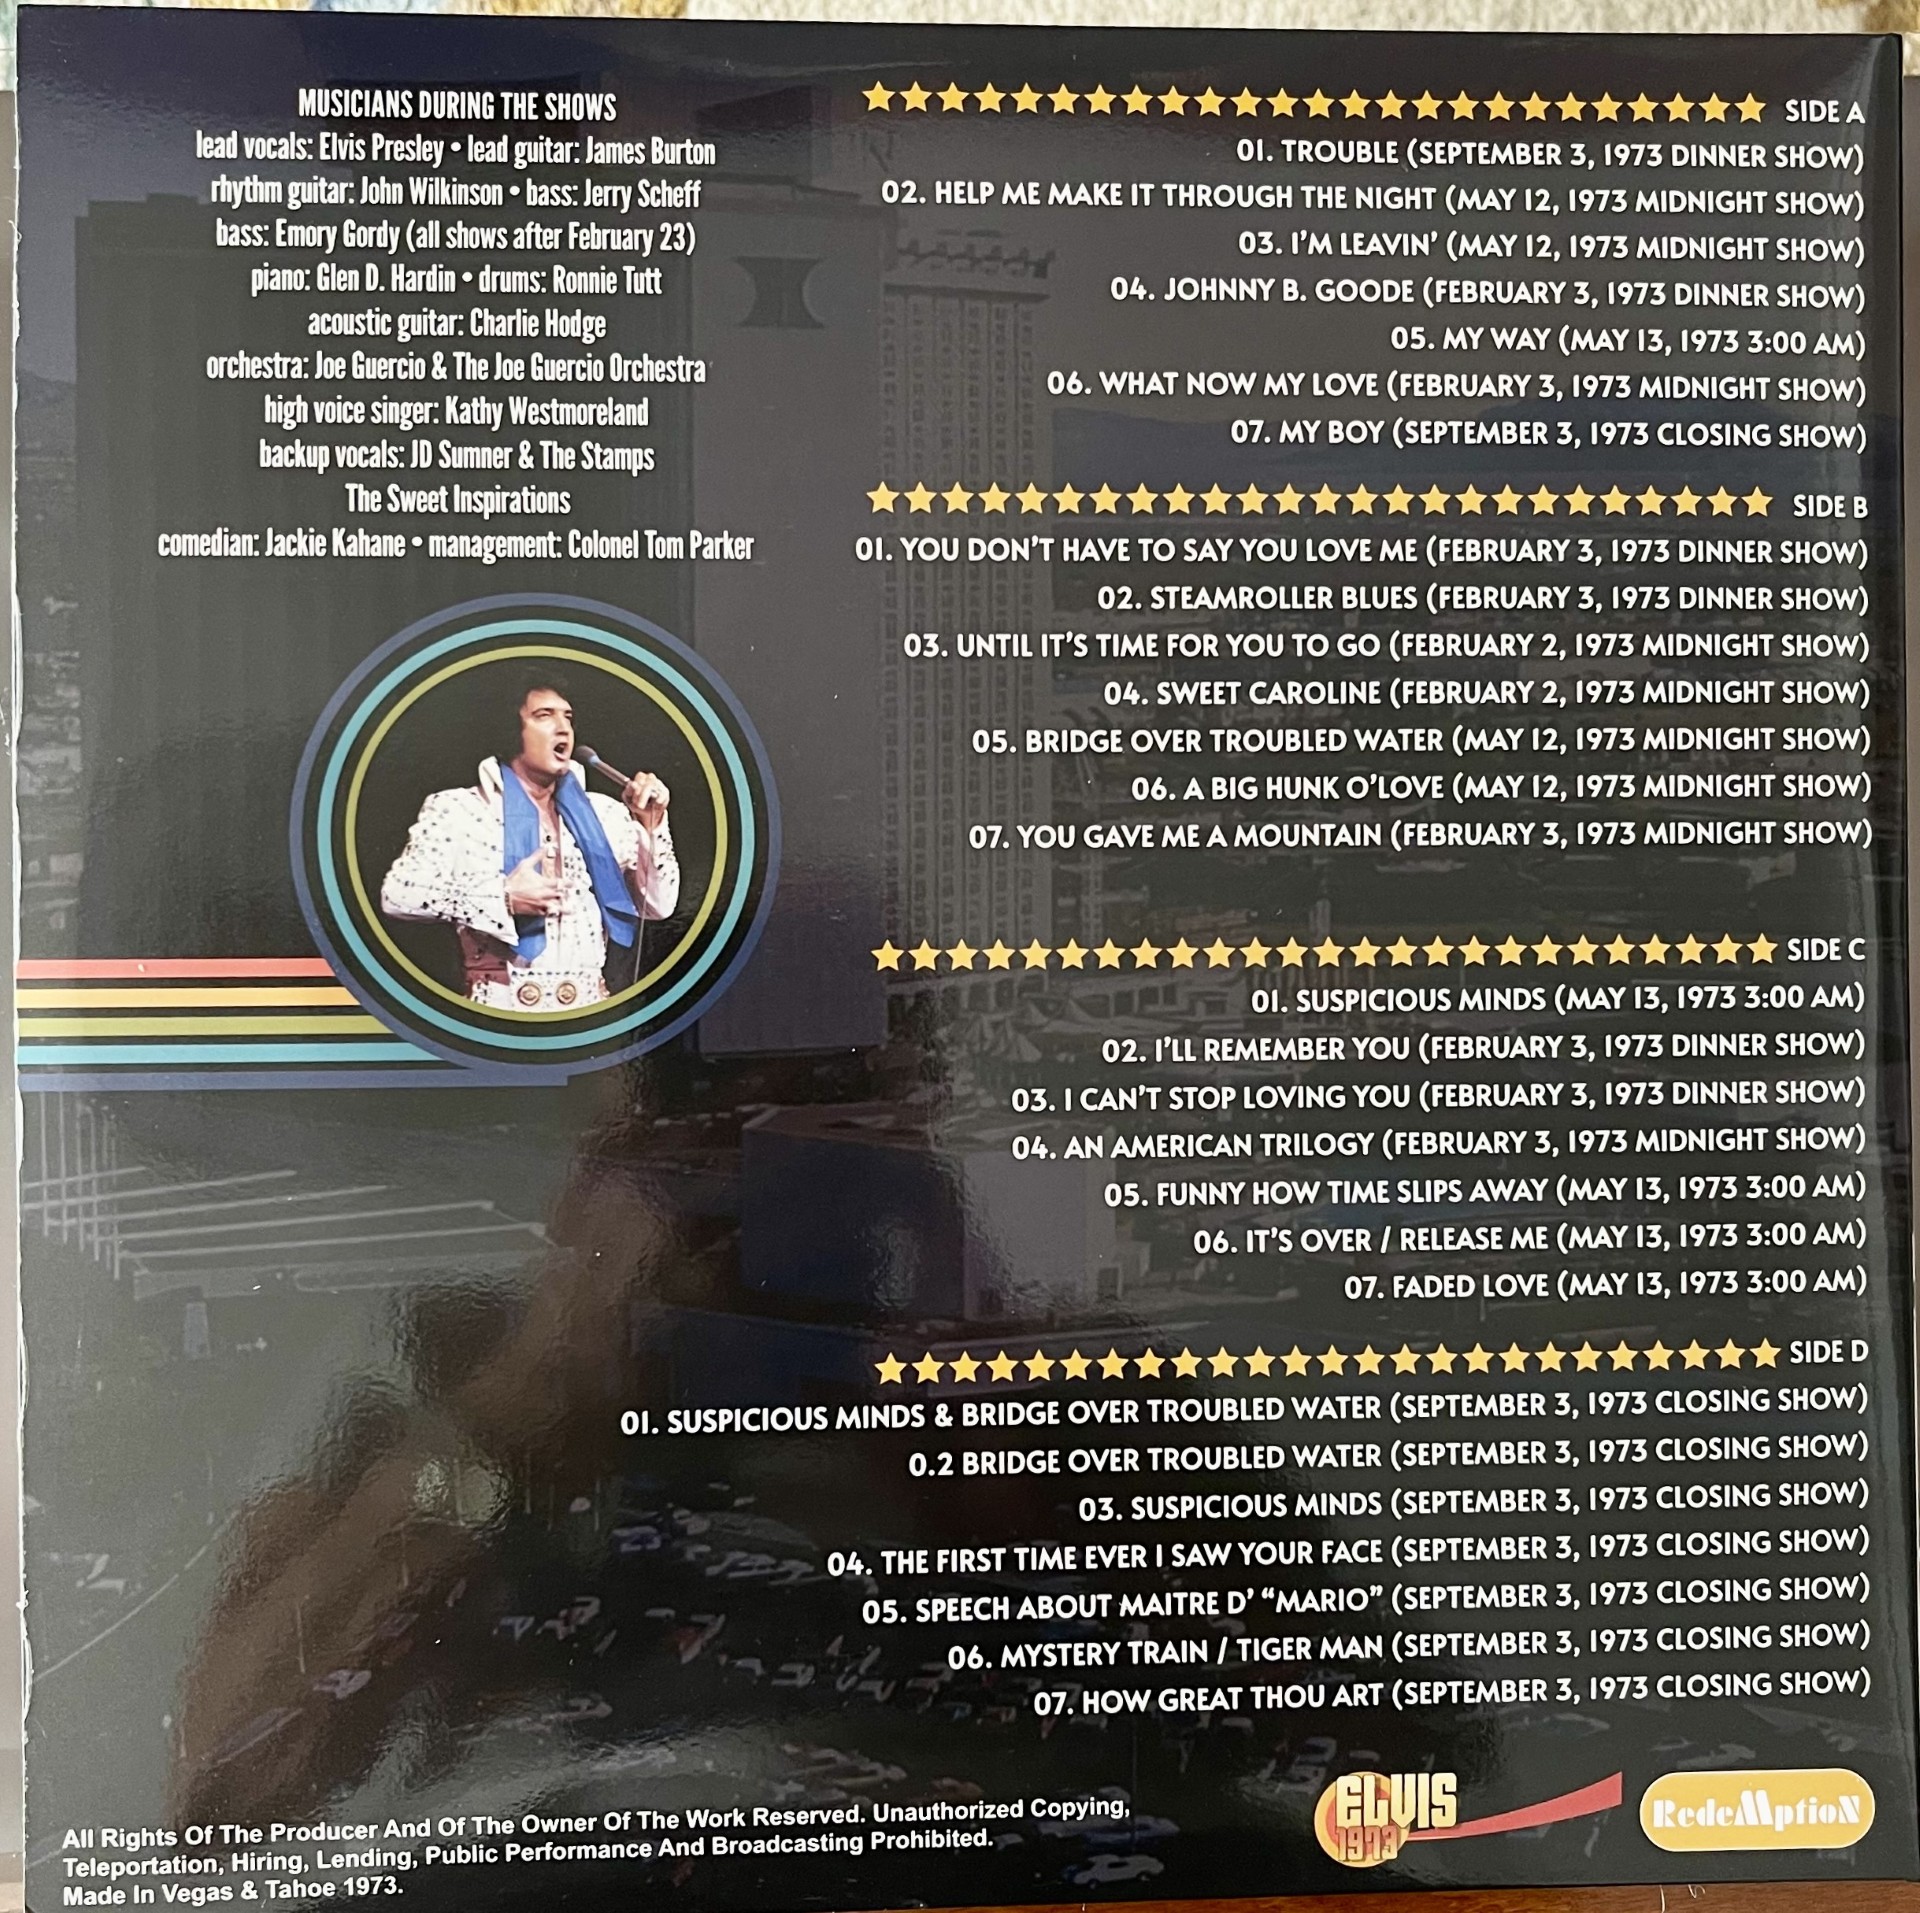 MUSICIANS DURING THE SHOWS
lead vocals: Elvis Presley • lead guitar: James Burton
rhythm guitar: John Wilkinson • bass: Jerry Scheff
bass: Emory Gordy (all shows after February 23)
piano: Glen D. Hardin • drums: Ronnie Tutt
acoustic guitar: Charlie Hodge
orchestra: Joe Guercio & The Joe Guercio Orchestra
high voice singer: Kathy Westmoreland
backup vocals: JD Sumner & The Stamps
The Sweet Inspirations
comedian: Jackie Kahane • management: Colonel Tom Parker
SIDE A
01. TROUBLE (SEPTEMBER 3, 1973 DINNER SHOW)
02. HELP ME MAKE IT THROUGH THE NIGHT (MAY 12, 1973 MIDNIGHT SHOW)
03. I'M LEAVIN' (MAY 12, 1973 MIDNIGHT SHOW)
04. JOHNNY B. GOODE (FEBRUARY 3, 1973 DINNER SHOW)
05. MY WAY (MAY 13, 1973 3:00 AM)
06. WHAT NOW MY LOVE (FEBRUARY 3, 1973 MIDNIGHT SHOW)
07. MY BOY (SEPTEMBER 3, 1973 CLOSING SHOW)
SIDE B
01. YOU DON'T HAVE TO SAY YOU LOVE ME (FEBRUARY 3, 1973 DINNER SHOW)
02. STEAMROLLER BLUES (FEBRUARY 3, 1973 DINNER SHOW)
03. UNTIL IT'S TIME FOR YOU TO GO (FEBRUARY 2, 1973 MIDNIGHT SHOW)
04. SWEET CAROLINE (FEBRUARY 2, 1973 MIDNIGHT SHOW)
05. BRIDGE OVER TROUBLED WATER (MAY 12, 1973 MIDNIGHT SHOW)
06. A BIG HUNK O'LOVE (MAY 12, 1973 MIDNIGHT SHOW)
07. YOU GAVE ME A MOUNTAIN (FEBRUARY 3, 1973 MIDNIGHT SHOW)
SIDE C
01. SUSPICIOUS MINDS (MAY 13, 1973 3:00 AM)
02. I'LL REMEMBER YOU (FEBRUARY 3, 1973 DINNER SHOW)
03. I CAN'T STOP LOVING YOU (FEBRUARY 3, 1973 DINNER SHOW)
04. AN AMERICAN TRILOGY (FEBRUARY 3, 1973 MIDNIGHT SHOW)
05. FUNNY HOW TIME SLIPS AWAY (MAY 13, 1973 3:00 AM)
06. IT'S OVER / RELEASE ME (MAY 13, 1973 3:00 AM)
07. FADED LOVE (MAY 13, 1973 3:00 AM)
SIDE D
01. SUSPICIOUS MINDS & BRIDGE OVER TROUBLED WATER (SEPTEMBER 3, 1973 CLOSING SHOW)
0.2 BRIDGE OVER TROUBLED WATER (SEPTEMBER 3, 1973 CLOSING SHOW)
03. SUSPICIOUS MINDS (SEPTEMBER 3, 1973 CLOSING SHOW)
04. THE FIRST TIME EVER I SAW YOUR FACE (SEPTEMBER 3, 1973 CLOSING SHOW)
05. SPEECH ABOUT MAITRE D' "MARIO" (SEPTEMBER 3, 1973 CLOSING SHOW)
06. MYSTERY TRAIN / TIGER MAN (SEPTEMBER 3, 1973 CLOSING SHOW)
07. HOW GREAT THOU ART (SEPTEMBER 3, 1973 CLOSING SHOW)
All Rights Of The Producer And Of The Owner Of The Work Reserved. Unauthorized Copying,
Teleportation, Hiring, Lending, Public Performance And Broadcasting Prohibited.
Made In Vegas & Tahoe 1973.
ELVIS
1973
RedeMptioN